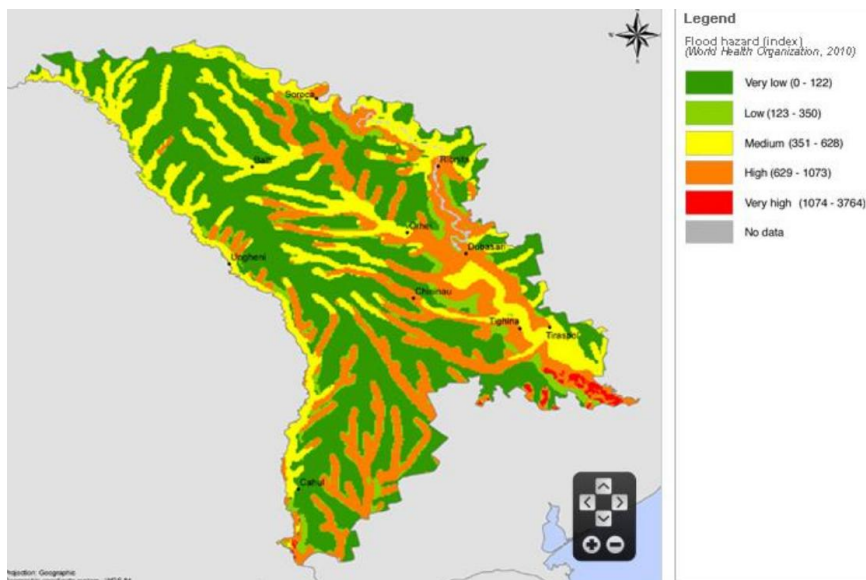 Legend
Flood hazard (index)
(World Health Organization, 2010)
Very low (0 - 122)
Low (123 - 350)
Medium (351 - 628)
High (629 - 1073)
Very high (1074 - 3764)
No data
N
Soroca
Balti
Ribnita
Orhei
Dubasari
Ungheni
Chisinau
Tighina
Tiraspol
Cahul
Projection: Geographic